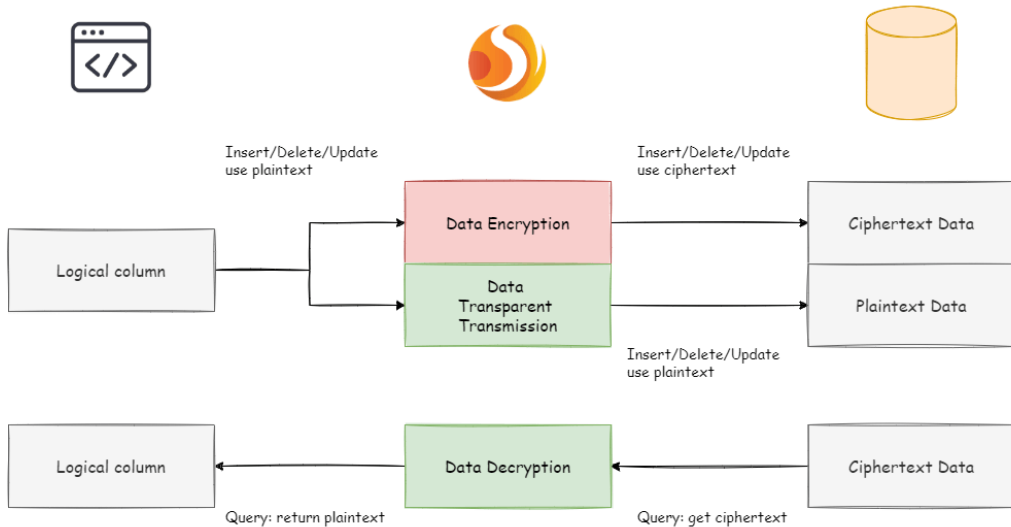 Insert/Delete/Update
use plaintext
Insert/Delete/Update
use ciphertext
Logical column
Data Encryption
Ciphertext Data
Data
Transparent
Transmission
Plaintext Data
Insert/Delete/Update
use plaintext
Logical column
Data Decryption
Ciphertext Data
Query: return plaintext
Query: get ciphertext